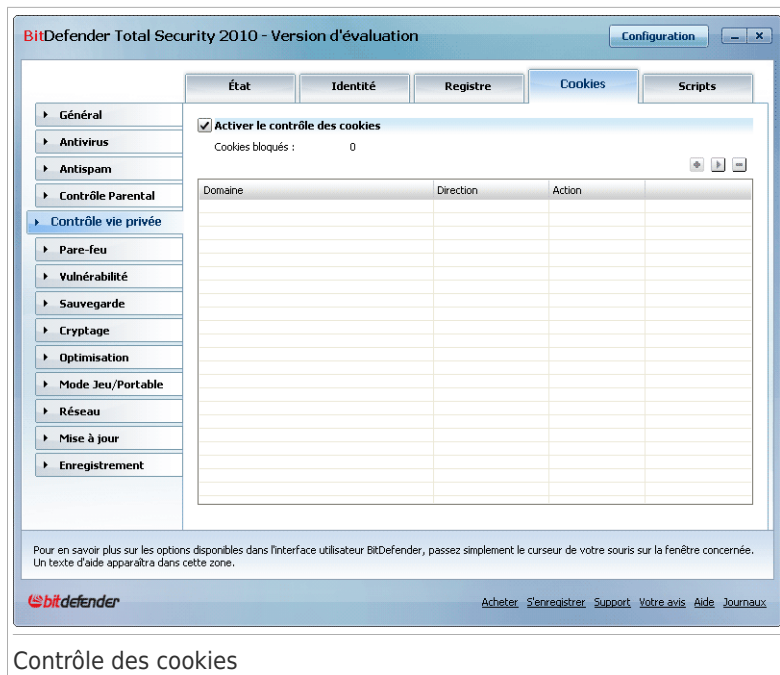 BitDefender Total Security 2010 - Version d'évaluation
Configuration
État
Identité
Registre
Cookies
Scripts
Général
Antivirus
Antispam
Contrôle Parental
Contrôle vie privée
Pare-feu
Vulnérabilité
Sauvegarde
Cryptage
Optimisation
Mode Jeu/Portable
Réseau
Mise à jour
Enregistrement
Activer le contrôle des cookies
Cookies bloqués : 0
Domaine Direction Action
Pour en savoir plus sur les options disponibles dans l'interface utilisateur BitDefender, passez simplement le curseur de votre souris sur la fenêtre concernée.
Un texte d'aide apparaîtra dans cette zone.
bitdefender
Acheter S'enregistrer Support Votre avis Aide Journaux
Contrôle des cookies